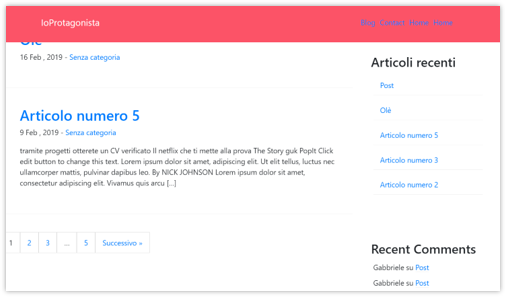 IoProtagonista
Blog Contact Home Home
Olé
16 Feb , 2019 - Senza categoria
Articolo numero 5
9 Feb , 2019 - Senza categoria
tramite progetti otterete un CV verificato Il netflix che ti mette alla prova The Story guk PopIt Click
edit button to change this text. Lorem ipsum dolor sit amet, adipiscing elit. Ut elit tellus, luctus nec
ullamcorper mattis, pulvinar dapibus leo. By NICK JOHNSON Lorem ipsum dolor sit amet,
consectetur adipiscing elit. Vivamus quis arcu [...]
1 2 3 ... 5 Successivo »
Articoli recenti
Post
Olé
Articolo numero 5
Articolo numero 3
Articolo numero 2
Recent Comments
Gabbriele su Post
Gabbriele su Post